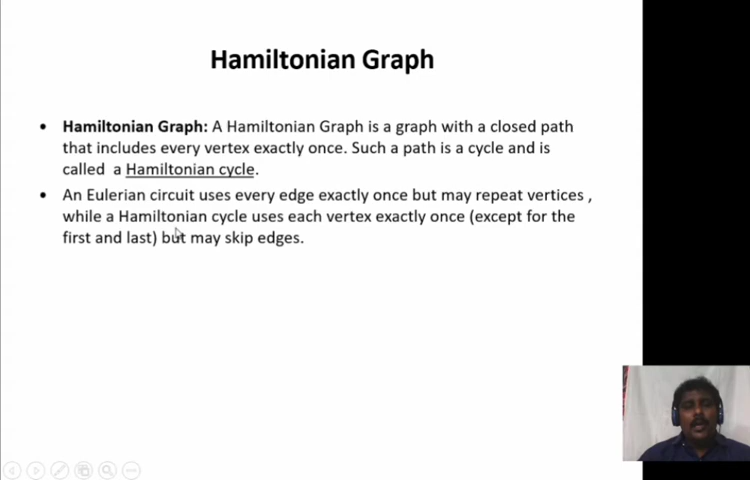 Hamiltonian Graph
• Hamiltonian Graph: A Hamiltonian Graph is a graph with a closed path
that includes every vertex exactly once. Such a path is a cycle and is
called a Hamiltonian cycle.
• An Eulerian circuit uses every edge exactly once but may repeat vertices ,
while a Hamiltonian cycle uses each vertex exactly once (except for the
first and last) but may skip edges.